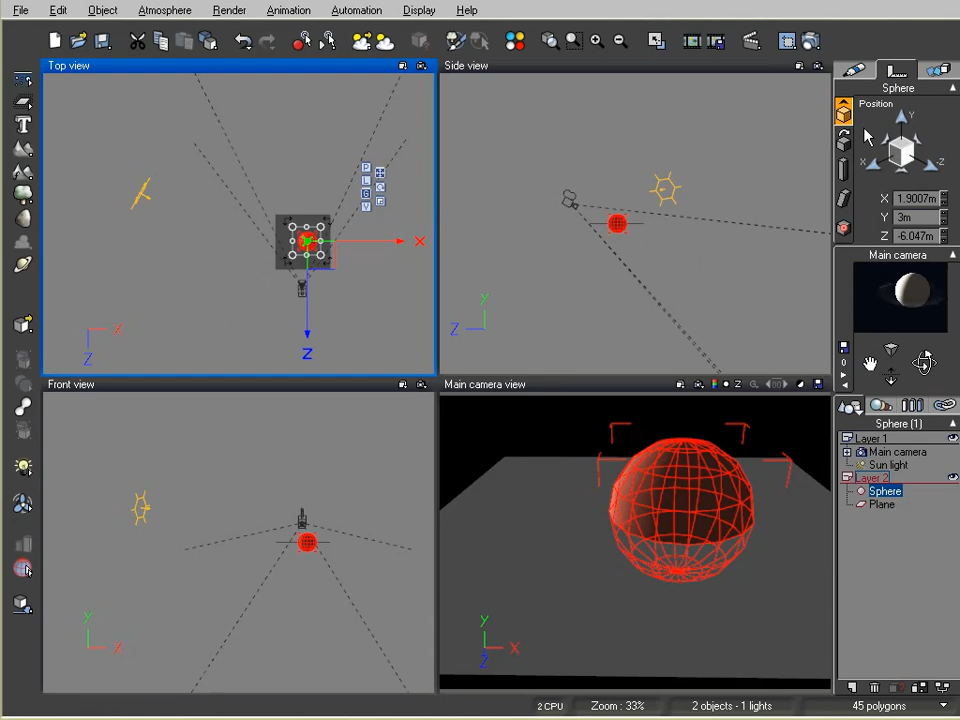 File Edit Object Atmosphere Render Animation Automation Display Help
Top view
Side view
Sphere
Position
Y
X
-Z
X 1.9007m
Y 3m
Z -6.047m
Main camera
0
P
L
G
V
X
Z
Z
Y
Z
Front view
Main camera view
Z
G
Sphere (1)
Layer 1
Main camera
Sun light
Layer 2
Sphere
Plane
Y
X
Y
X
Z
2 CPU Zoom : 33% 2 objects - 1 lights 45 polygons